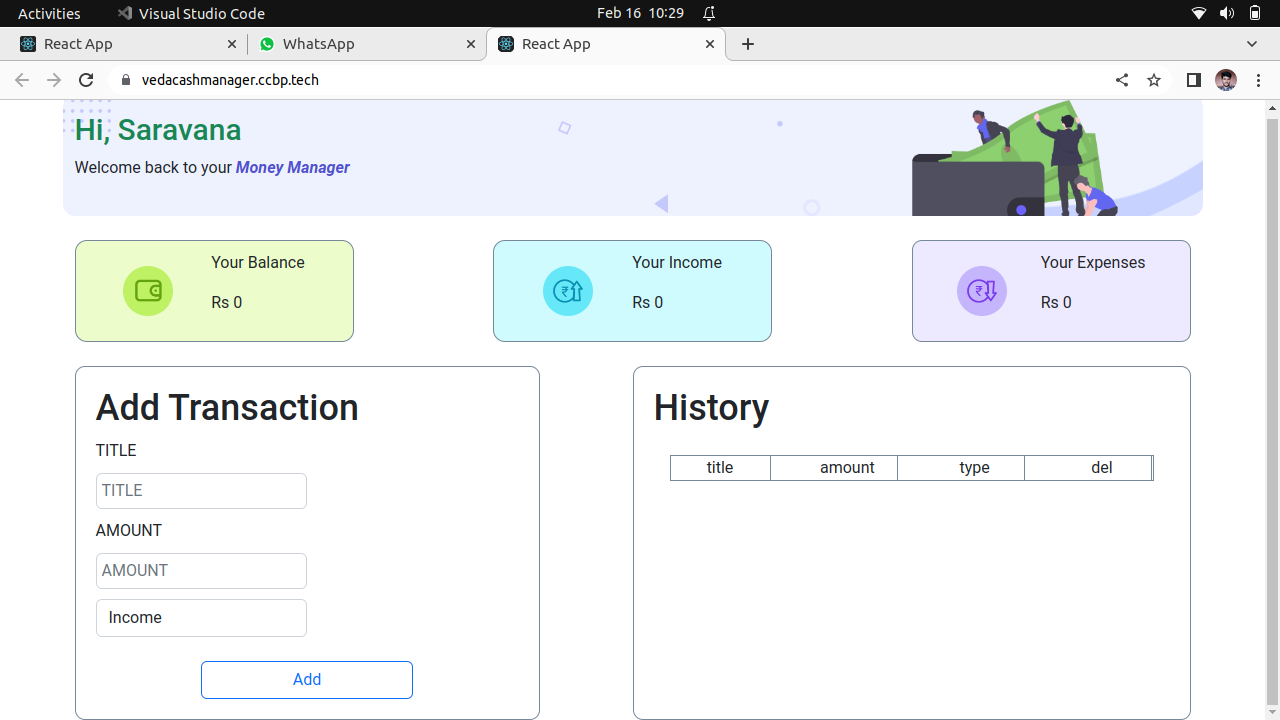 Activities Visual Studio Code Feb 16 10:29
React App WhatsApp React App
vedacashmanager.ccbp.tech
Hi, Saravana
Welcome back to your Money Manager
Your Balance
Rs 0
Your Income
Rs 0
Your Expenses
Rs 0
Add Transaction
TITLE
TITLE
AMOUNT
AMOUNT
Income
Add
History
title amount type del